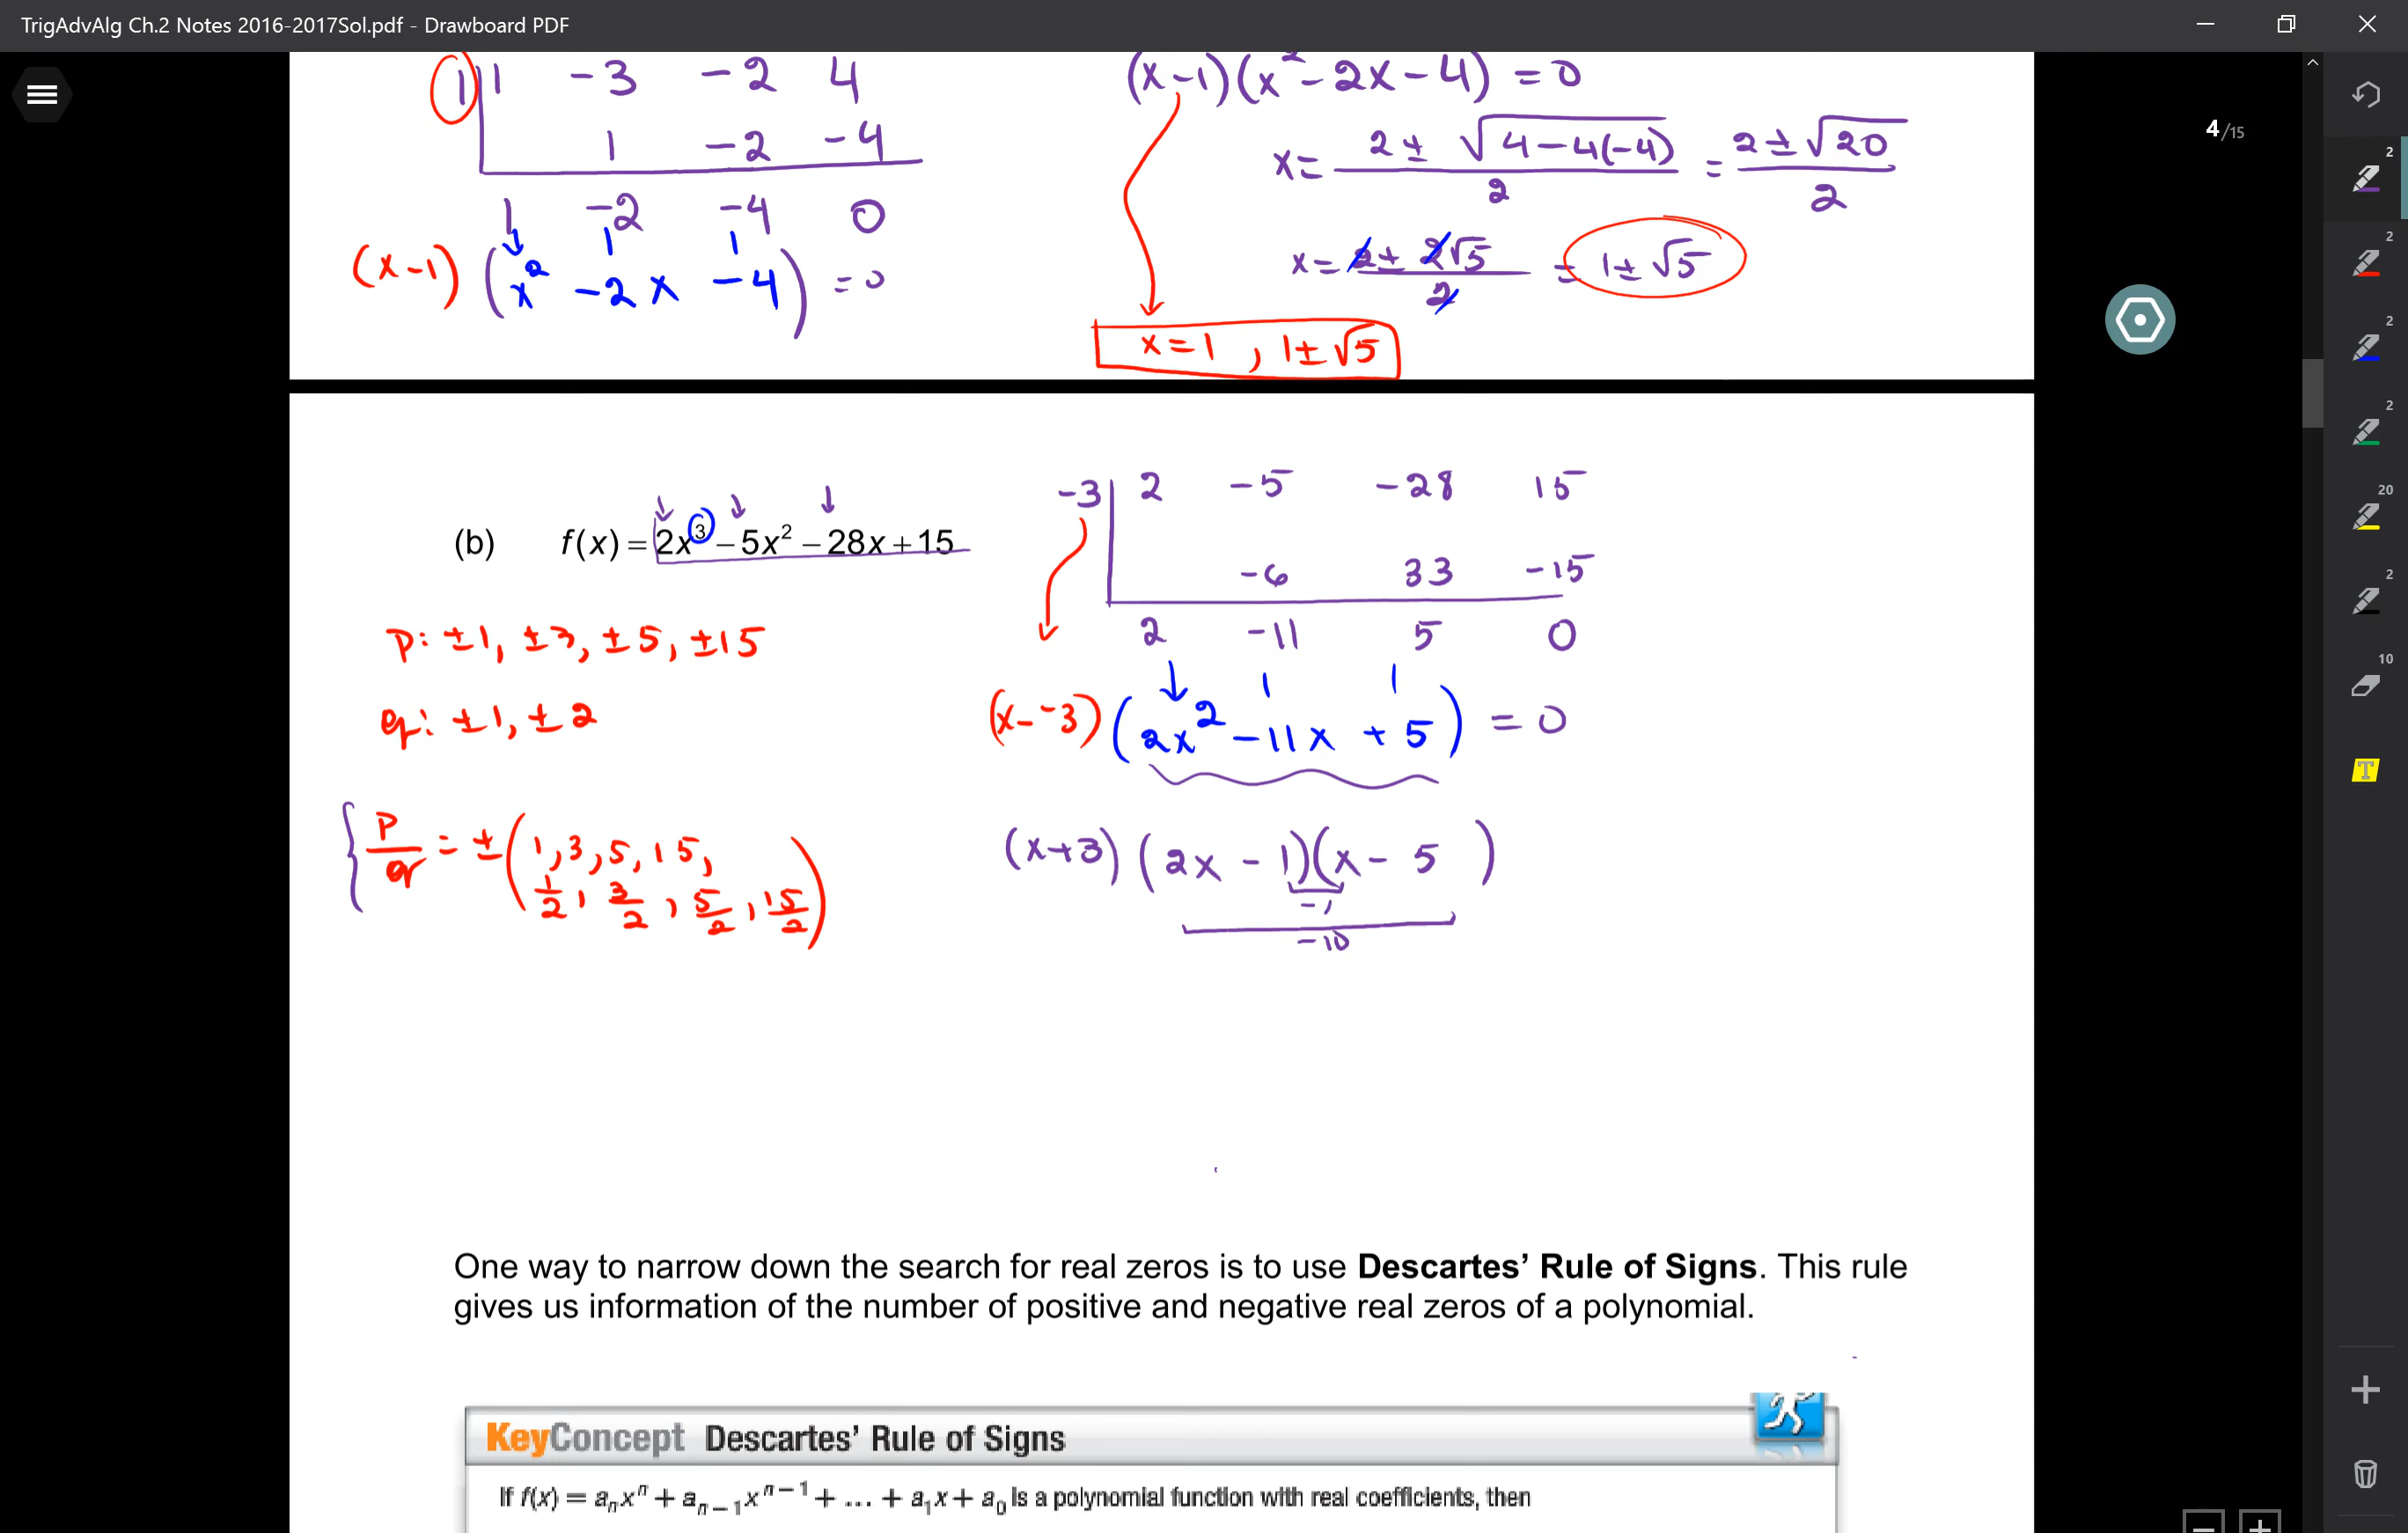 TrigAdvAlg Ch.2 Notes 2016-2017Sol.pdf - Drawboard PDF
4/15
1 | 1 -3 -2 4
1 -2 -4
1 -2 -4 0
(x-1) (x² -2x -4) = 0
(x-1)(x²-2x-4) = 0
x = 2 ± √4-4(-4) / 2 = 2 ± √20 / 2
x = 2 ± 2√5 / 2 = 1 ± √5
x = 1, 1 ± √5
(b) f(x) = 2x³ – 5x² – 28x + 15
p: ±1, ±3, ±5, ±15
q: ±1, ±2
p/q = ± (1, 3, 5, 15,
1/2, 3/2, 5/2, 15/2)
-3 | 2 -5 -28 15
-6 33 -15
2 -11 5 0
(x - -3) (2x² - 11x + 5) = 0
(x+3) (2x - 1)(x - 5)
-1
-10
One way to narrow down the search for real zeros is to use Descartes’ Rule of Signs. This rule
gives us information of the number of positive and negative real zeros of a polynomial.
KeyConcept Descartes’ Rule of Signs
If f(x) = aₙxⁿ + aₙ₋₁xⁿ⁻¹ + ... + a₁x + a₀ is a polynomial function with real coefficients, then
2
2
2
2
20
2
10
T